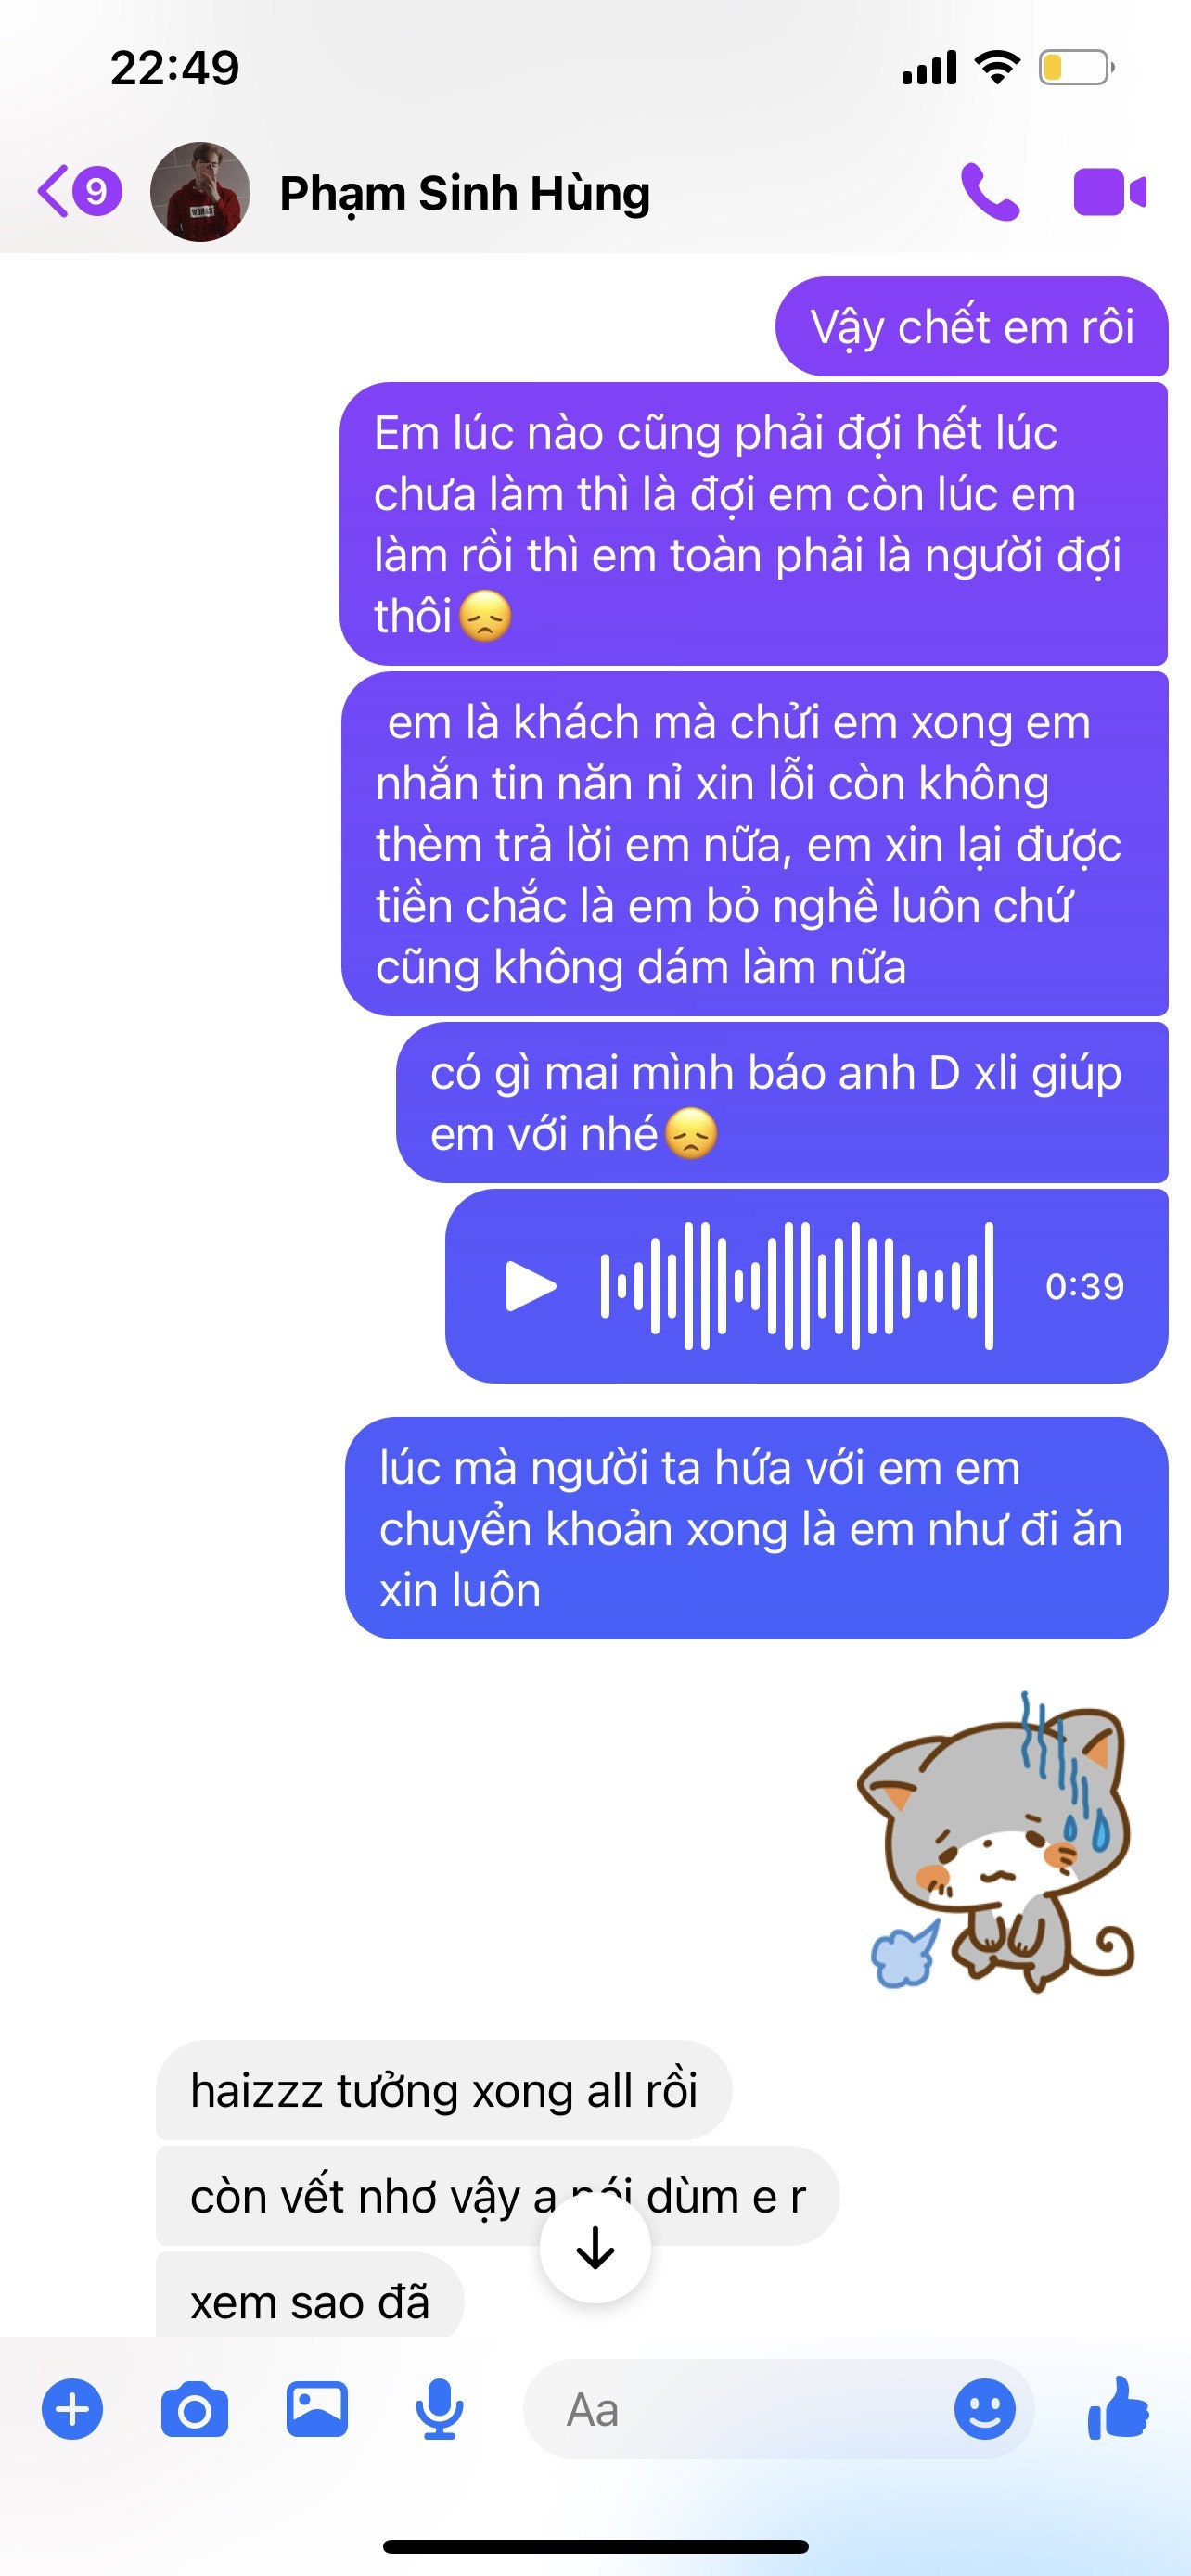 22:49
9
Phạm Sinh Hùng
Vậy chết em rôi
Em lúc nào cũng phải đợi hết lúc
chưa làm thì là đợi em còn lúc em
làm rồi thì em toàn phải là người đợi
thôi😞
em là khách mà chửi em xong em
nhắn tin năn nỉ xin lỗi còn không
thèm trả lời em nữa, em xin lại được
tiền chắc là em bỏ nghề luôn chứ
cũng không dám làm nữa
có gì mai mình báo anh D xli giúp
em với nhé😞
0:39
lúc mà người ta hứa với em em
chuyển khoản xong là em như đi ăn
xin luôn
haizzz tưởng xong all rồi
còn vết nhơ vậy a nói dùm e r
xem sao đã
Aa